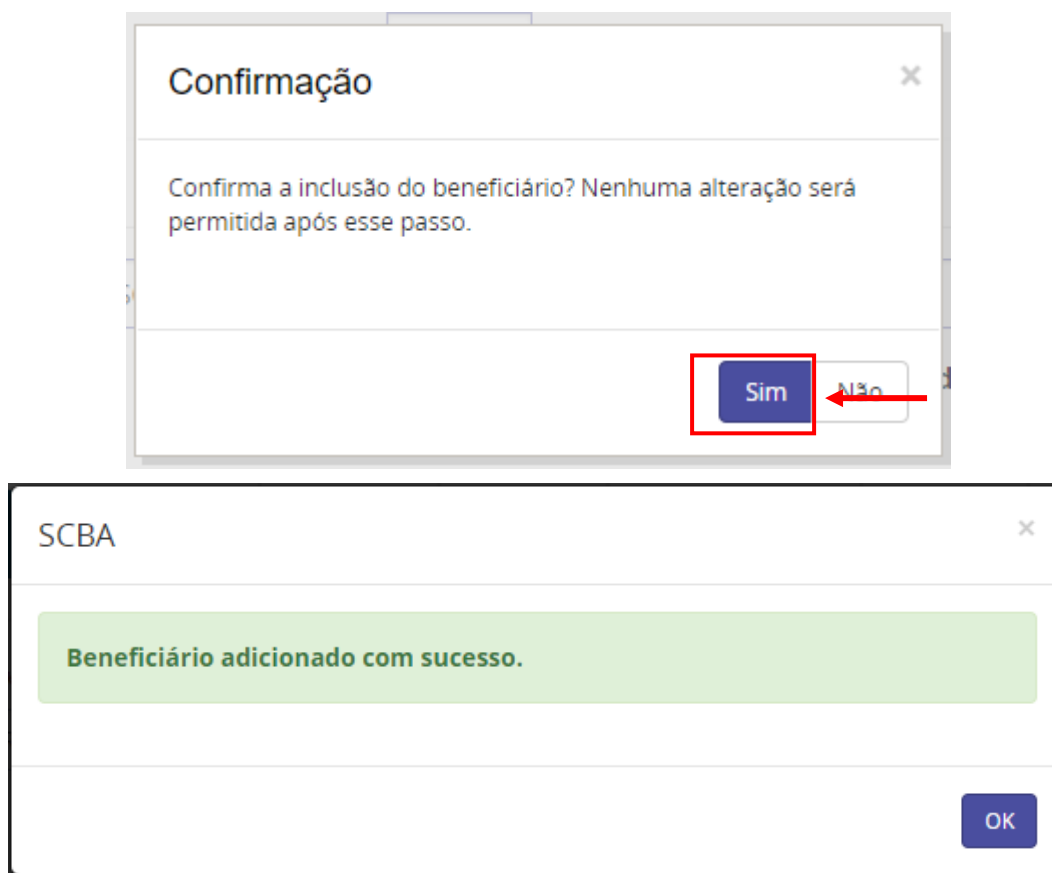 Confirmação
×
Confirma a inclusão do beneficiário? Nenhuma alteração será
permitida após esse passo.
Sim Não
SCBA
×
Beneficiário adicionado com sucesso.
OK